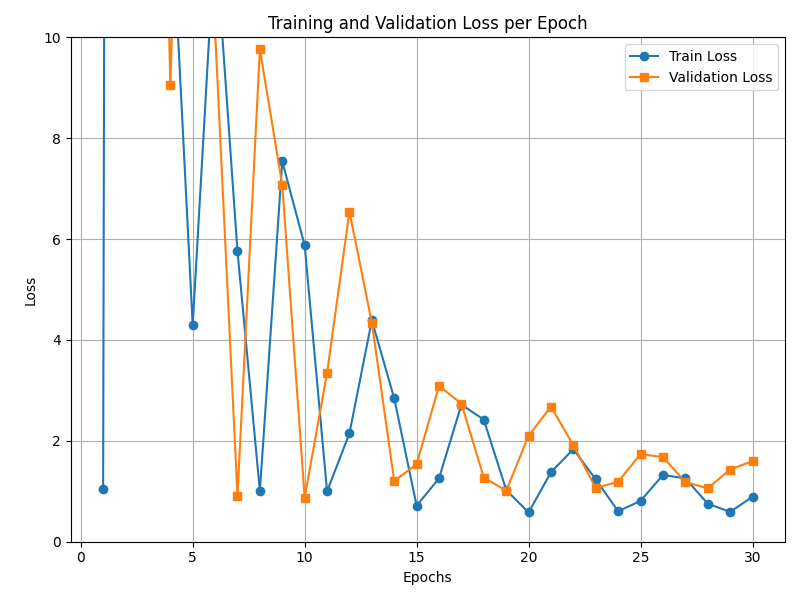 Training and Validation Loss per Epoch
Train Loss
Validation Loss
10
8
6
4
2
0
Loss
0 5 10 15 20 25 30
Epochs